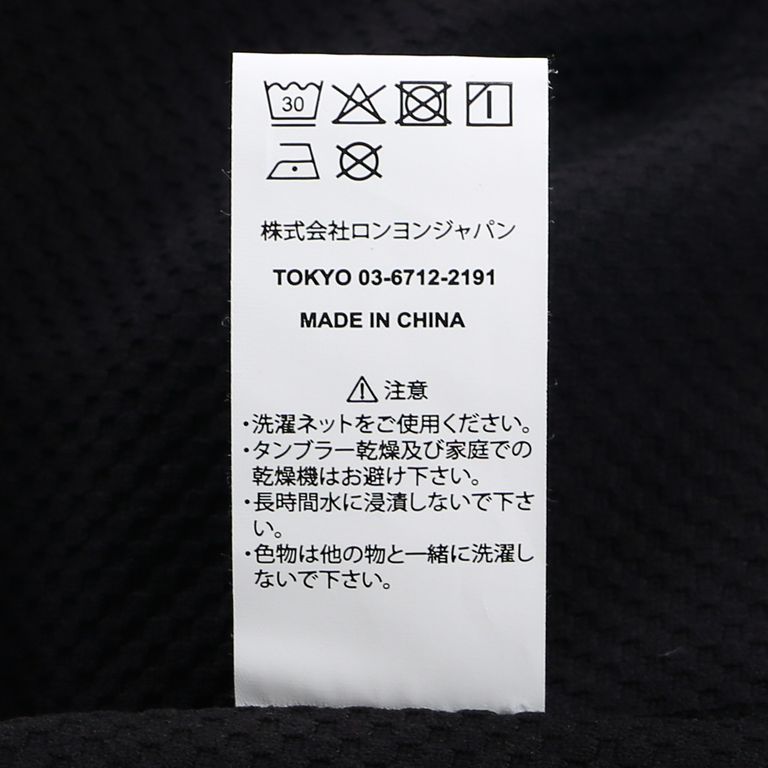 30
株式会社ロンヨンジャパン
TOKYO 03-6712-2191
MADE IN CHINA
注意
・洗濯ネットをご使用ください。
・タンブラー乾燥及び家庭での
乾燥機はお避け下さい。
・長時間水に浸漬しないで下さ
い。
・色物は他の物と一緒に洗濯し
ないで下さい。